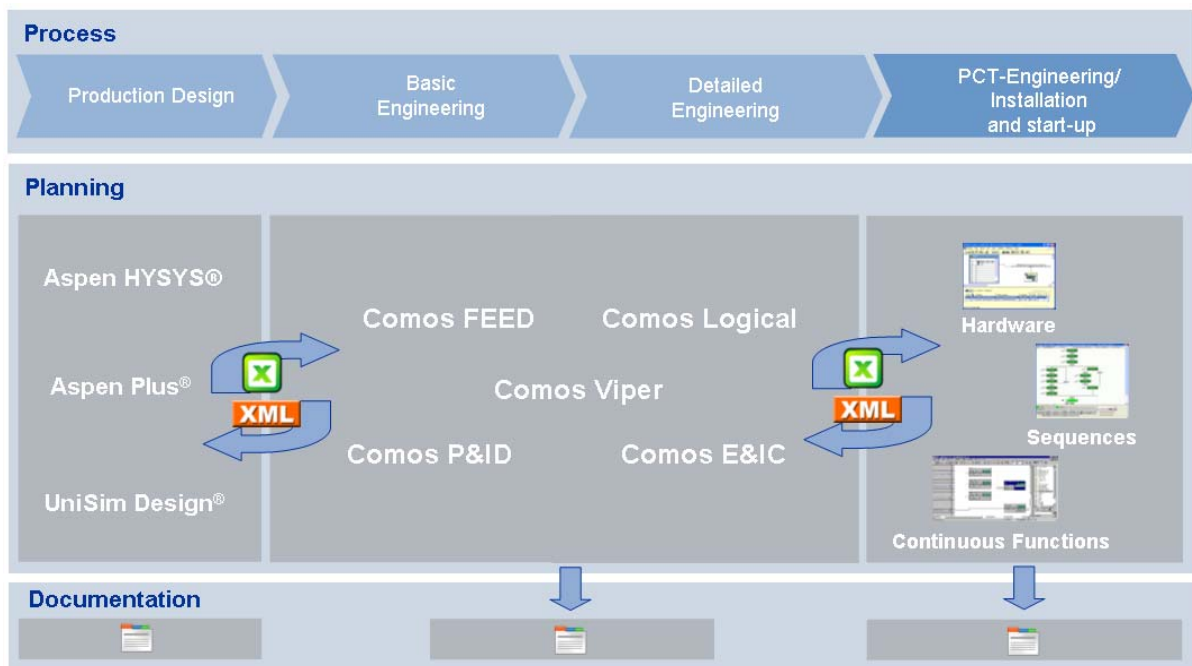 Process
Production Design
Basic
Engineering
Detailed
Engineering
PCT-Engineering/
Installation
and start-up
Planning
Aspen HYSYS®
Aspen Plus®
UniSim Design®
XML
Comos FEED
Comos Logical
Comos Viper
Comos P&ID
Comos E&IC
XML
Hardware
Sequences
Continuous Functions
Documentation